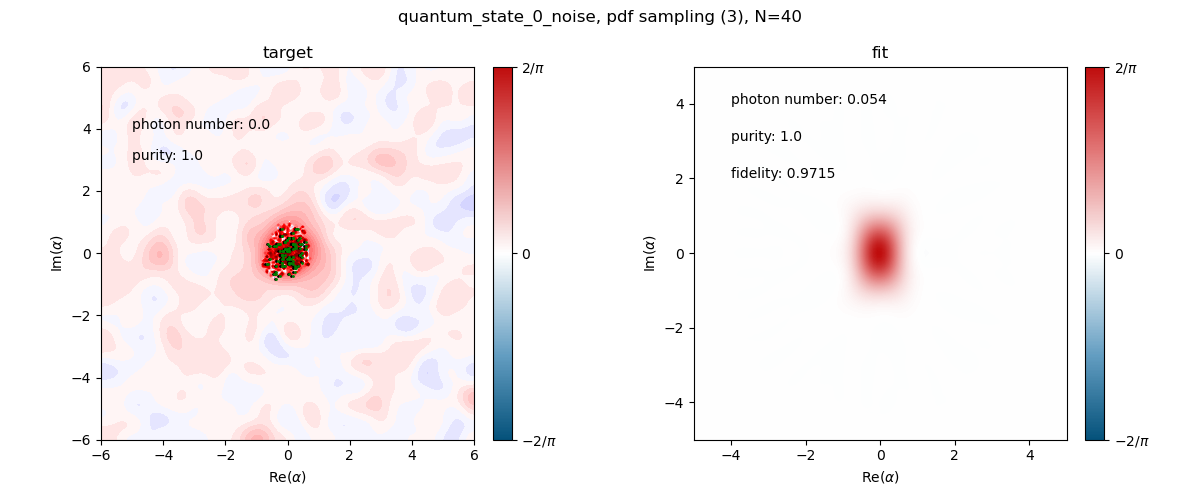 quantum_state_0_noise, pdf sampling (3), N=40
target
photon number: 0.0
purity: 1.0
6
4
2
0
−2
−4
−6
−6 −4 −2 0 2 4 6
Im(α)
Re(α)
2/π
0
−2/π
fit
photon number: 0.054
purity: 1.0
fidelity: 0.9715
4
2
0
−2
−4
−4 −2 0 2 4
Im(α)
Re(α)
2/π
0
−2/π